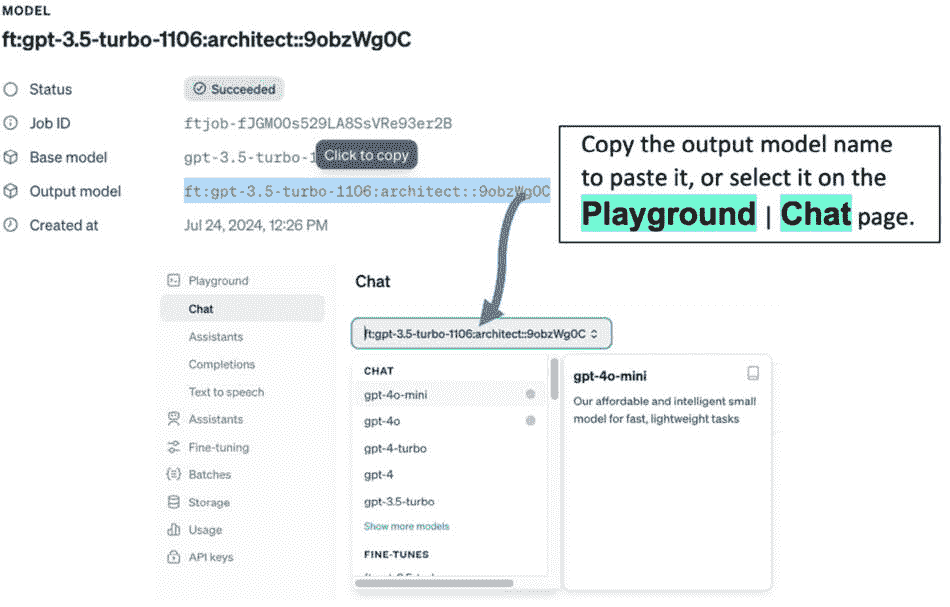 MODEL
ft:gpt-3.5-turbo-1106:architect::9obzWg0C
Status
Succeeded
Job ID
ftjob-fJGM0Os529LA8SsVRe93er2B
Base model
gpt-3.5-turbo-1
Click to copy
Output model
ft:gpt-3.5-turbo-1106:architect::9obzWg0C
Created at
Jul 24, 2024, 12:26 PM
Copy the output model name
to paste it, or select it on the
Playground | Chat page.
Playground
Chat
Assistants
Completions
Text to speech
Assistants
Fine-tuning
Batches
Storage
Usage
API keys
Chat
ft:gpt-3.5-turbo-1106:architect::9obzWg0C
CHAT
gpt-4o-mini
gpt-4o
gpt-4-turbo
gpt-4
gpt-3.5-turbo
Show more models
FINE-TUNES
gpt-4o-mini
Our affordable and intelligent small
model for fast, lightweight tasks